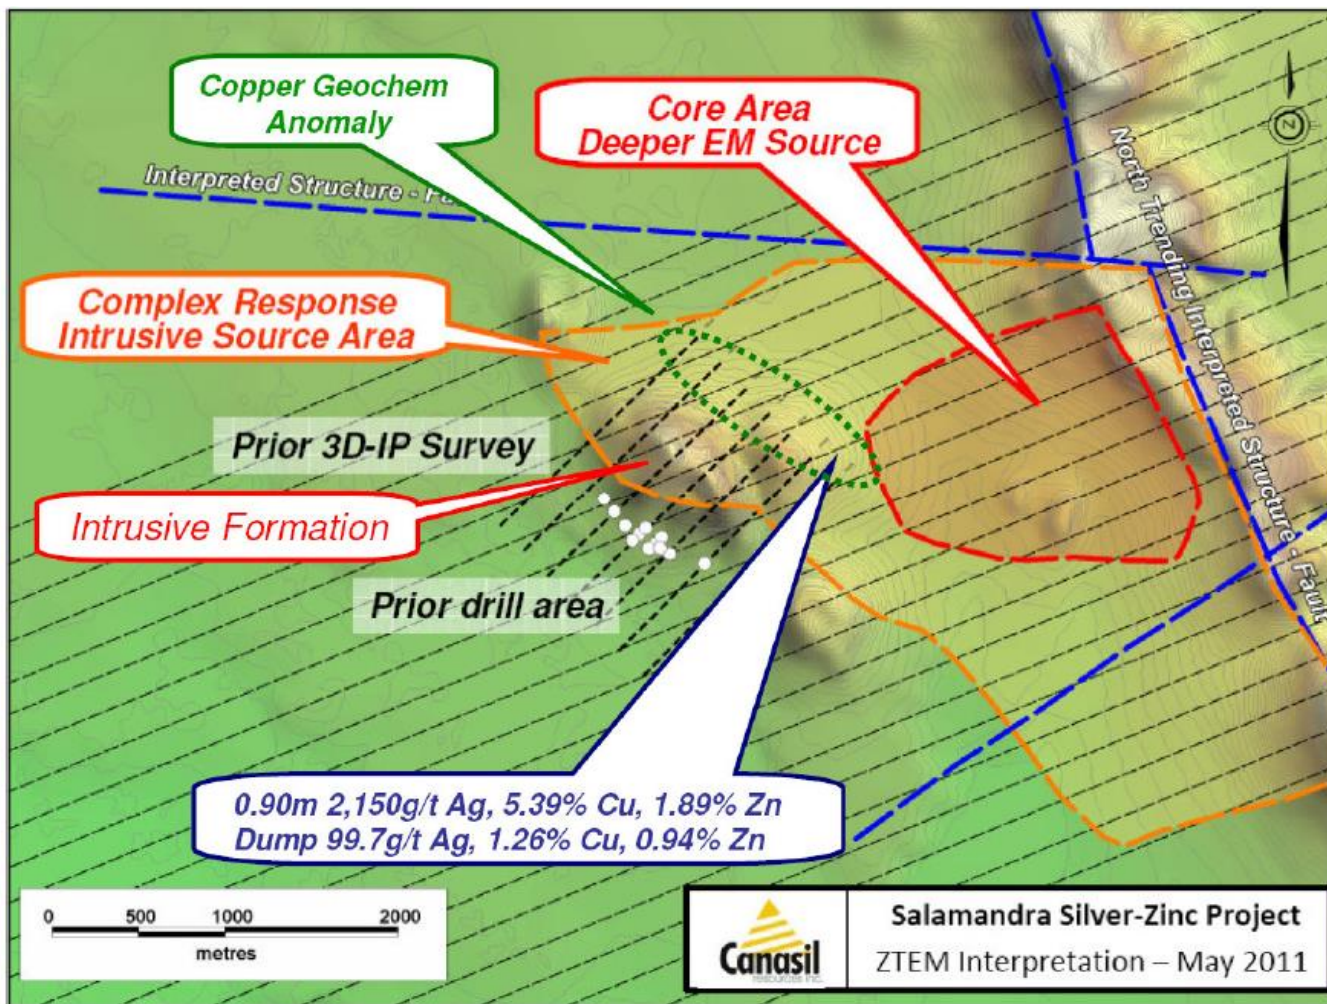 Copper Geochem
Anomaly
Core Area
Deeper EM Source
Z
North Trending Interpreted Structure - Fault
Interpreted Structure -
Complex Response
Intrusive Source Area
Prior 3D-IP Survey
Intrusive Formation
Prior drill area
0.90m 2,150g/t Ag, 5.39% Cu, 1.89% Zn
Dump 99.7g/t Ag, 1.26% Cu, 0.94% Zn
0 500 1000 2000
metres
Canasil
resources inc.
Salamandra Silver-Zinc Project
ZTEM Interpretation – May 2011